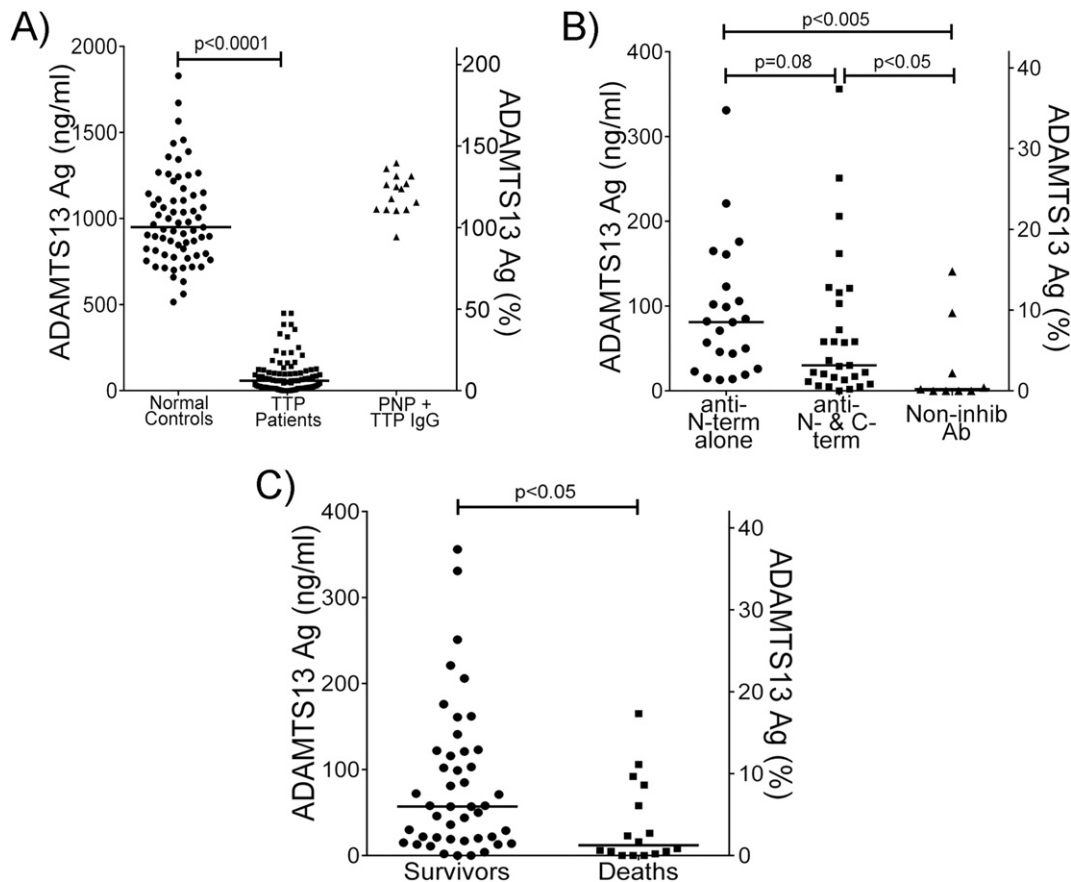 A)
p<0.0001
ADAMTS13 Ag (ng/ml)
2000
1500
1000
500
0
200
150
100
50
0
ADAMTS13 Ag (%)
Normal
Controls
TTP
Patients
PNP +
TTP IgG
B)
p<0.005
p=0.08
p<0.05
ADAMTS13 Ag (ng/ml)
400
300
200
100
0
40
30
20
10
0
ADAMTS13 Ag (%)
anti-
N-term
alone
anti-
N- & C-
term
Non-inhib
Ab
C)
p<0.05
ADAMTS13 Ag (ng/ml)
400
300
200
100
0
40
30
20
10
0
ADAMTS13 Ag (%)
Survivors
Deaths